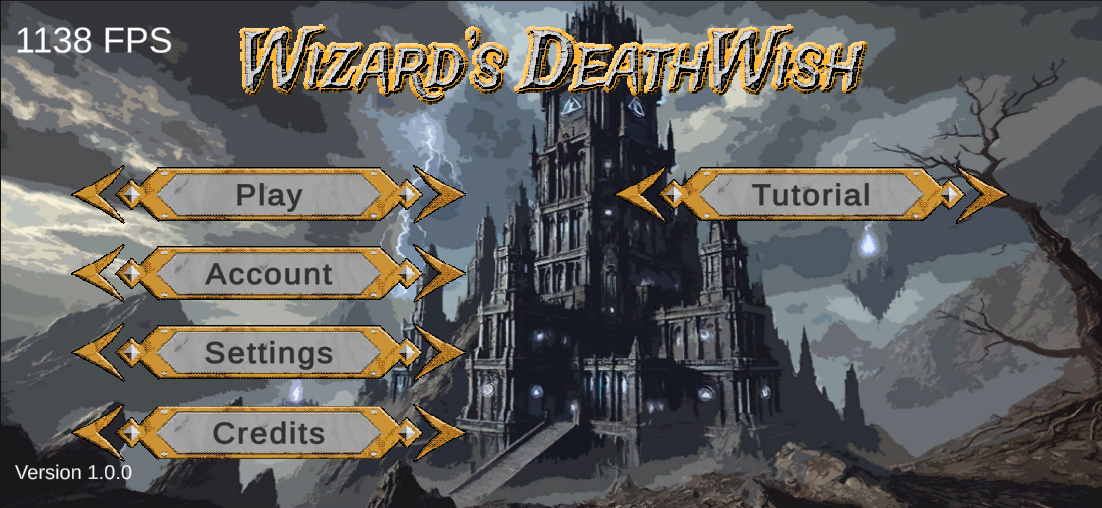 1138 FPS
Wizard's DeathWish
Play
Tutorial
Account
Settings
Credits
Version 1.0.0